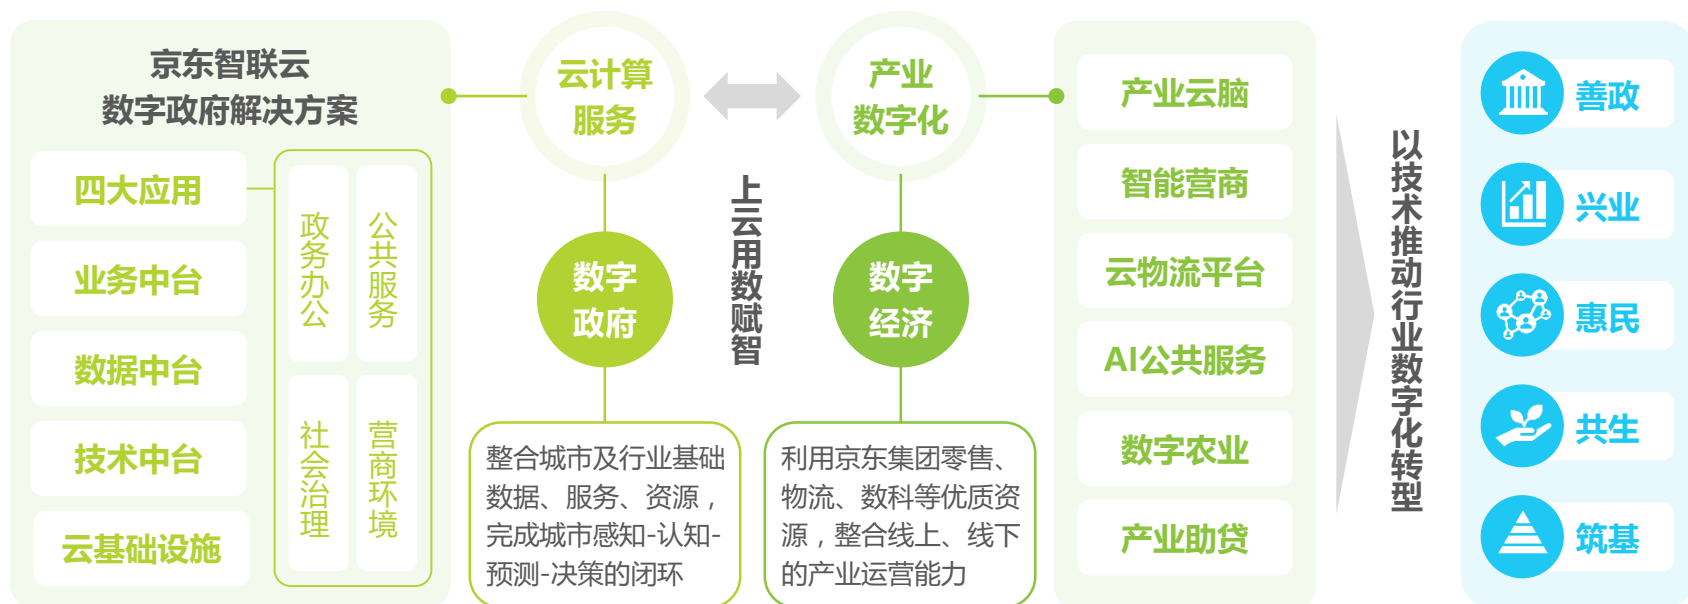 京东智联云
数字政府解决方案
四大应用
业务中台
数据中台
技术中台
云基础设施
政务办公
公共服务
社会治理
营商环境
云计算
服务
数字
政府
整合城市及行业基础
数据、服务、资源，
完成城市感知-认知-
预测-决策的闭环
上云用数赋智
产业
数字化
数字
经济
利用京东集团零售、
物流、数科等优质资
源，整合线上、线下
的产业运营能力
产业云脑
智能营商
云物流平台
AI公共服务
数字农业
产业助贷
以技术推动行业数字化转型
善政
兴业
惠民
共生
筑基